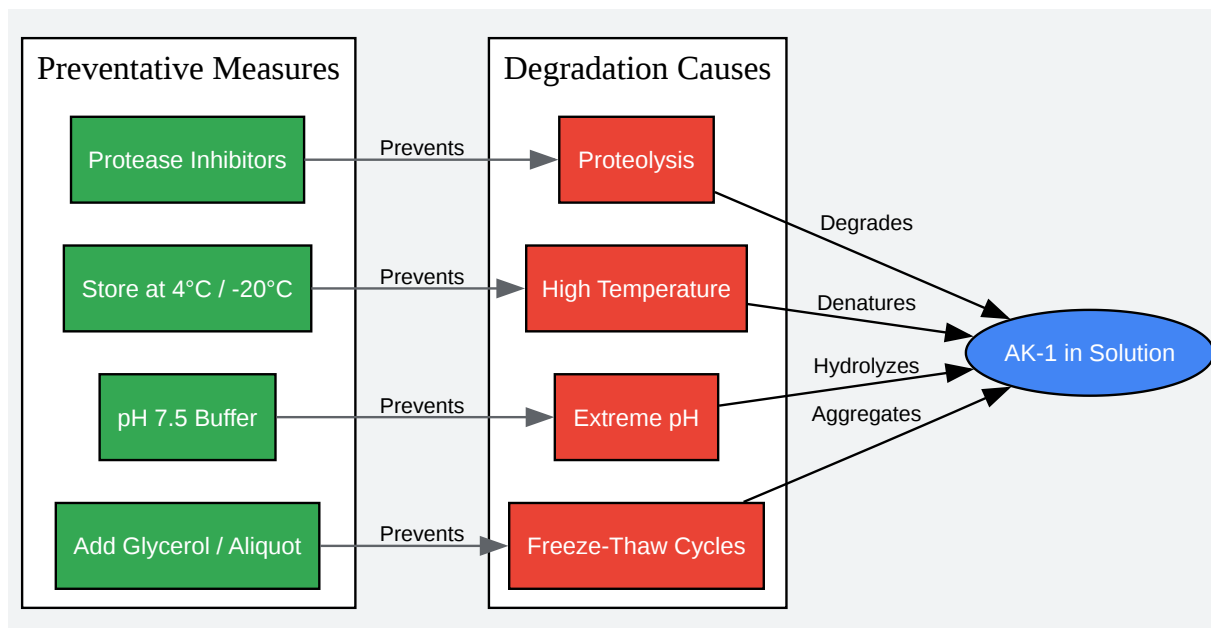 Preventative Measures
Degradation Causes
Protease Inhibitors
Prevents
Proteolysis
Degrades
Store at 4°C / -20°C
Prevents
High Temperature
Denatures
AK-1 in Solution
Hydrolyzes
pH 7.5 Buffer
Prevents
Extreme pH
Aggregates
Add Glycerol / Aliquot
Prevents
Freeze-Thaw Cycles